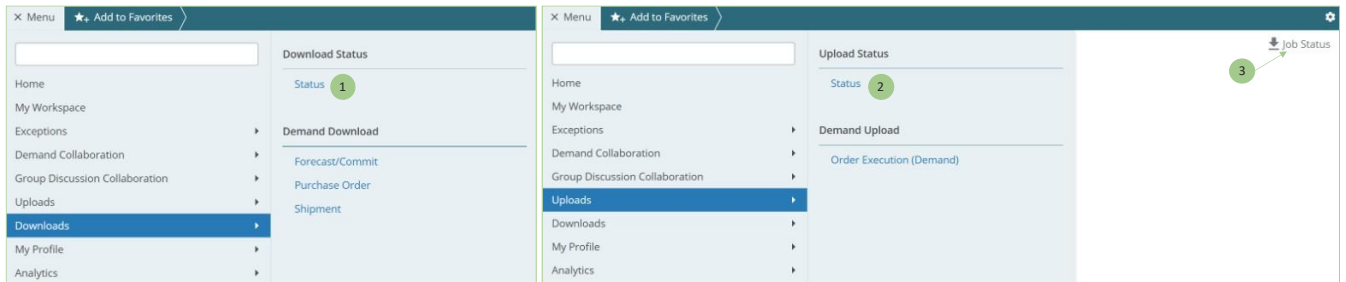 Menu
Add to Favorites
Download Status
Home
Status
1
My Workspace
Exceptions
Demand Download
Demand Collaboration
Forecast/Commit
Group Discussion Collaboration
Purchase Order
Uploads
Shipment
Downloads
My Profile
Analytics
Menu
Add to Favorites
Job Status
3
Upload Status
Home
Status
2
My Workspace
Exceptions
Demand Upload
Demand Collaboration
Order Execution (Demand)
Group Discussion Collaboration
Uploads
Downloads
My Profile
Analytics